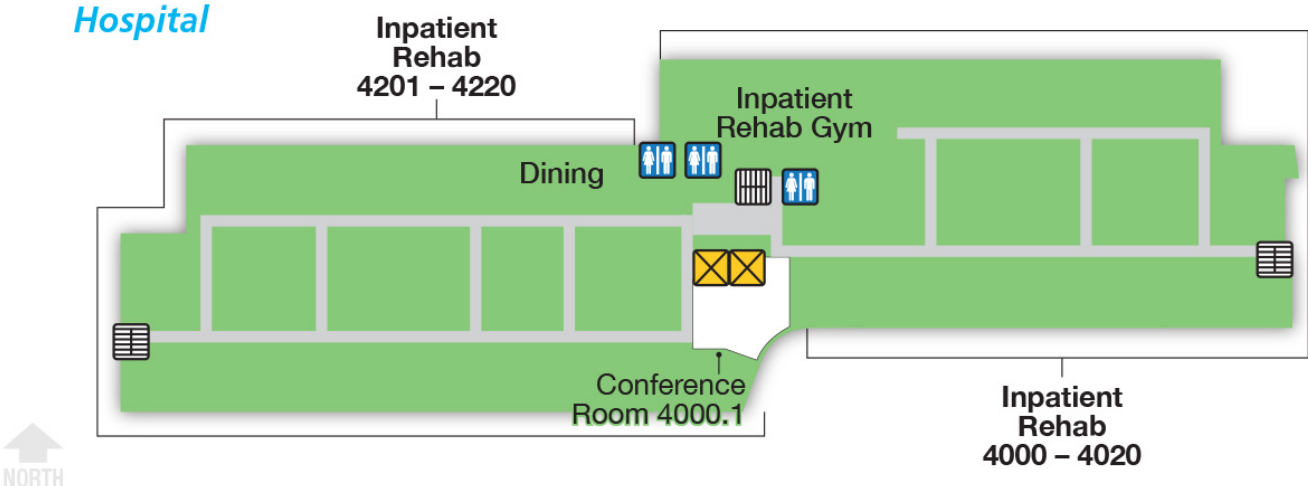 Hospital
Inpatient
Rehab
4201 – 4220
Inpatient
Rehab Gym
Dining
Conference
Room 4000.1
Inpatient
Rehab
4000 – 4020
NORTH